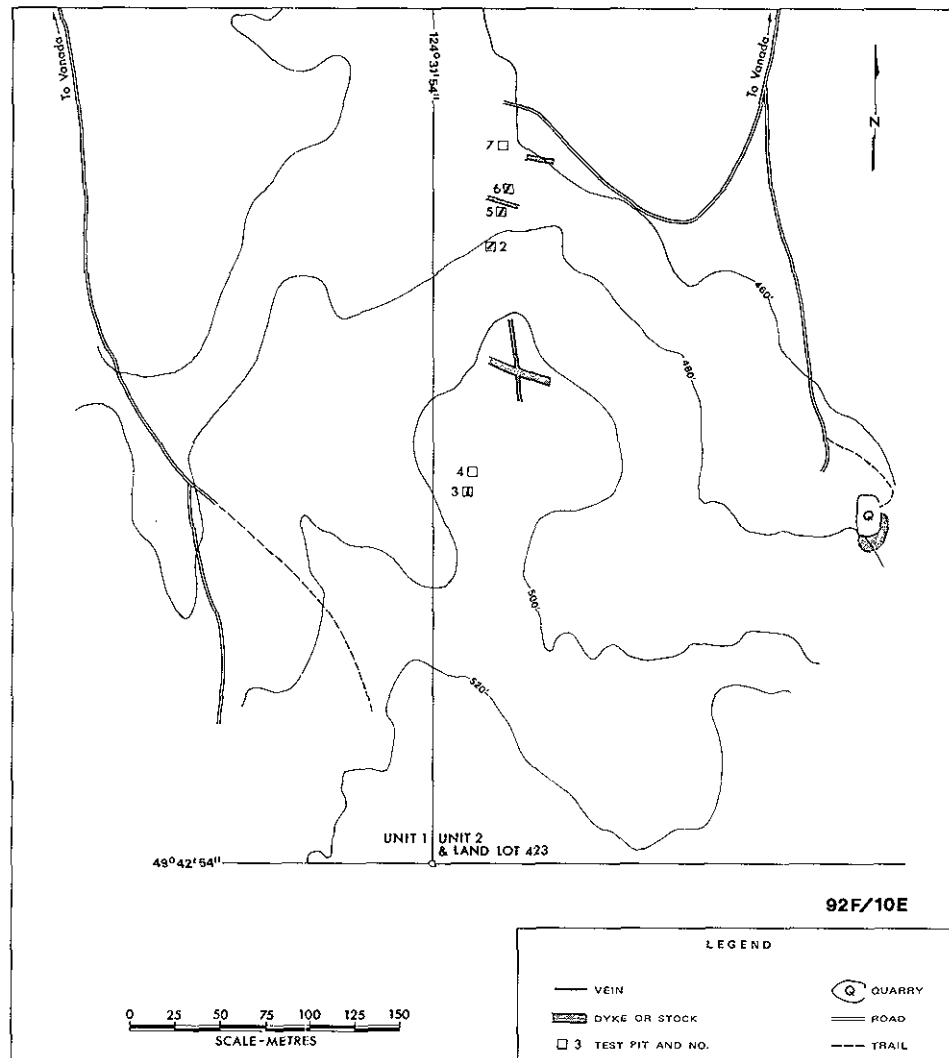 To Vanada
124° 31' 54"
To Vanada
N
7
6
5
2
460'
480'
4
3
Q
500'
520'
UNIT 1 UNIT 2
& LAND LOT 423
49° 42' 54"
92F/10E
LEGEND
VEIN
Q QUARRY
DYKE OR STOCK
ROAD
3 TEST PIT AND NO.
TRAIL
0 25 50 75 100 150
SCALE-METRES